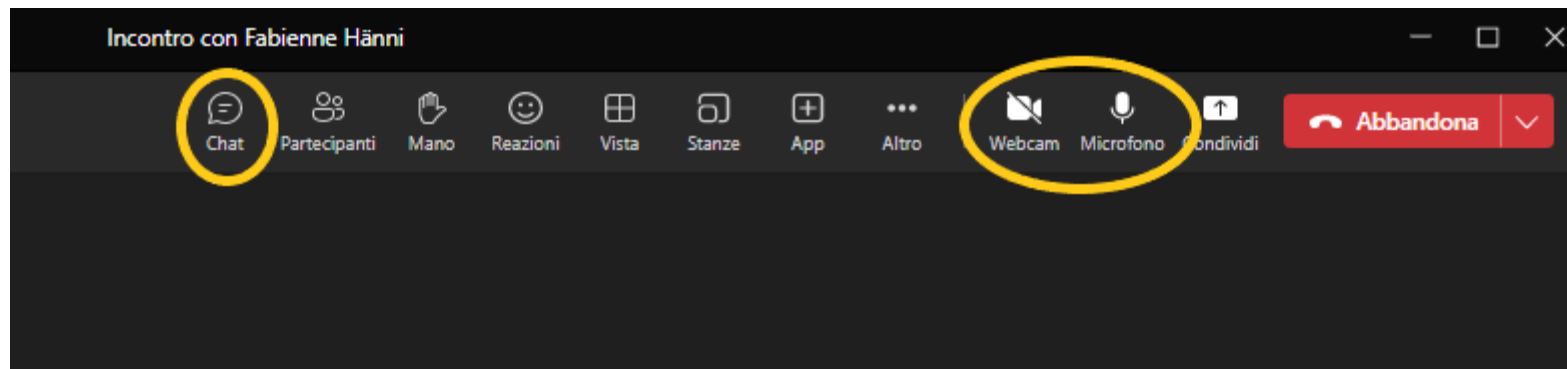 Incontro con Fabienne Hänni
Chat Partecipanti Mano Reazioni Vista Stanze App Altro Webcam Microfono Condividi Abbandona